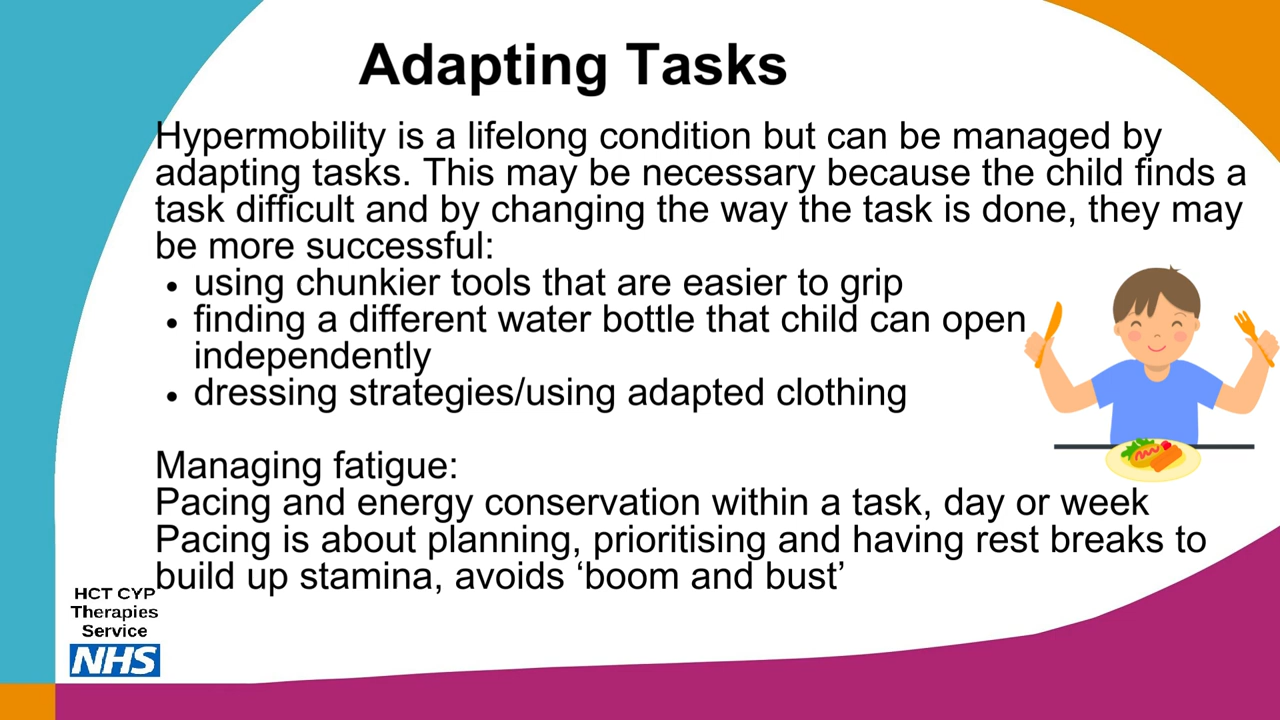 Adapting Tasks
Hypermobility is a lifelong condition but can be managed by
adapting tasks. This may be necessary because the child finds a
task difficult and by changing the way the task is done, they may
be more successful:
• using chunkier tools that are easier to grip
• finding a different water bottle that child can open
independently
• dressing strategies/using adapted clothing
Managing fatigue:
Pacing and energy conservation within a task, day or week
Pacing is about planning, prioritising and having rest breaks to
build up stamina, avoids ‘boom and bust’
HCT CYP
Therapies
Service
NHS